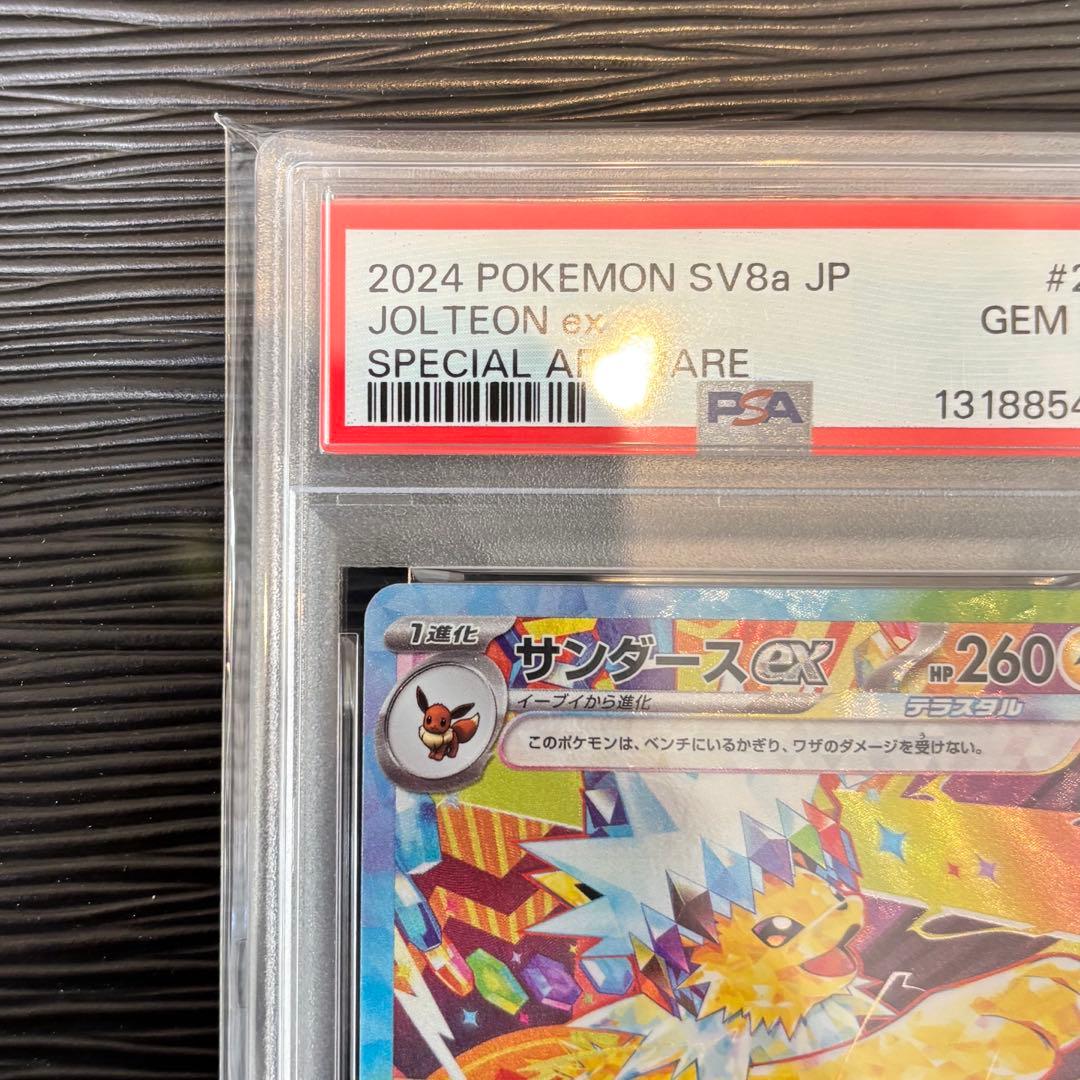 2024 POKEMON SV8a JP
JOLTEON ex
GEM
SPECIAL
PSA
1進化
サンダースex
HP260
イーブイから進化
テラスタル
このポケモンは、ベンチにいるかぎり、ワザのダメージを受けない。